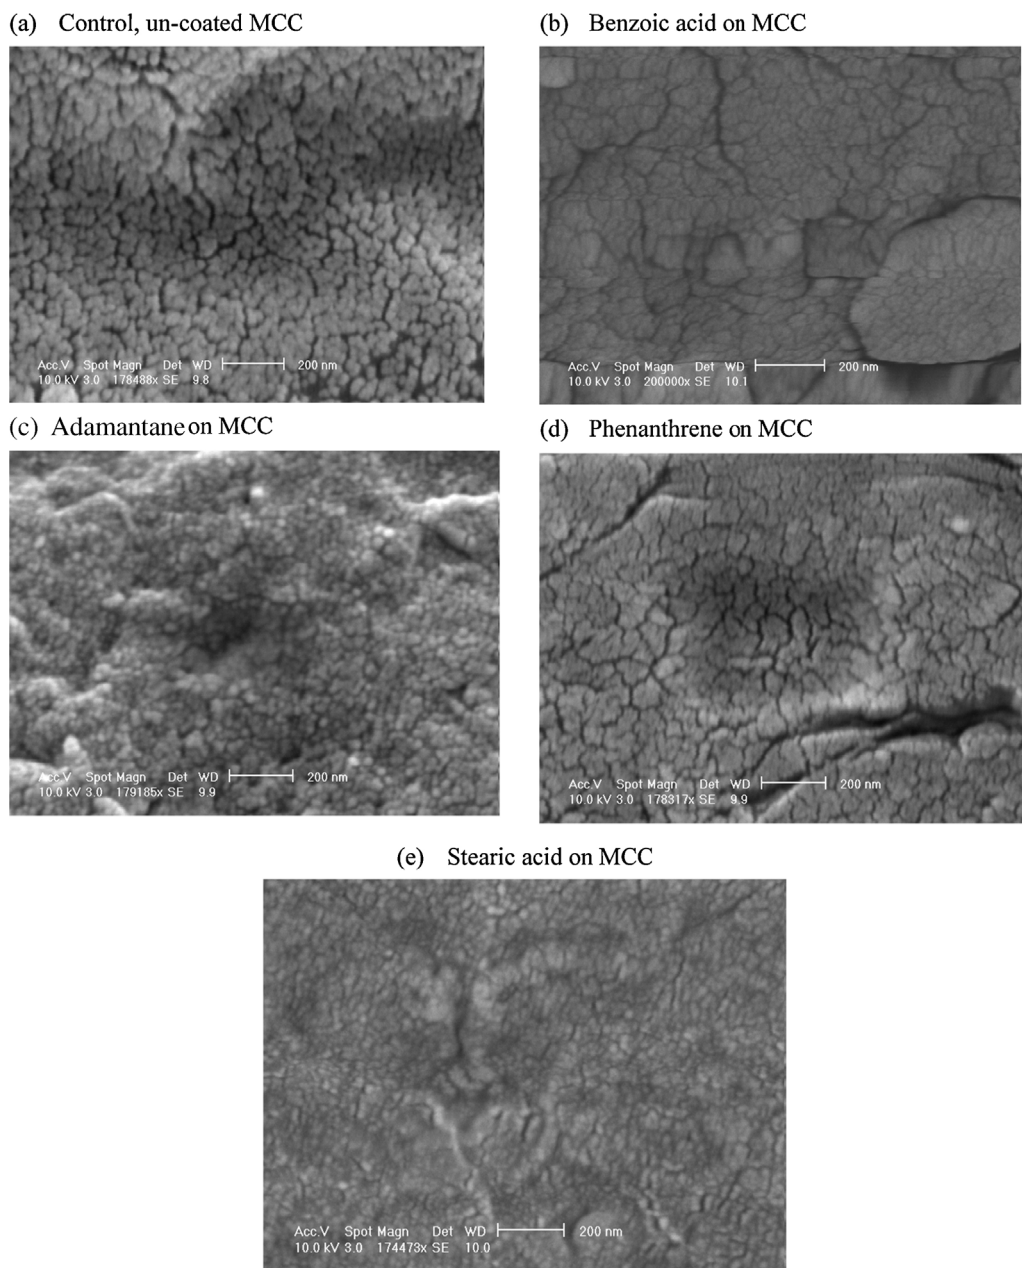 (a) Control, un-coated MCC
Acc.V Spot Magn Det WD 200 nm
10.0 kV 3.0 178488x SE 9.8
(b) Benzoic acid on MCC
Acc.V Spot Magn Det WD 200 nm
10.0 kV 3.0 200000x SE 10.1
(c) Adamantane on MCC
Acc.V Spot Magn Det WD 200 nm
10.0 kV 3.0 179185x SE 9.9
(d) Phenanthrene on MCC
Acc.V Spot Magn Det WD 200 nm
10.0 kV 3.0 178317x SE 9.9
(e) Stearic acid on MCC
Acc.V Spot Magn Det WD 200 nm
10.0 kV 3.0 174473x SE 10.0